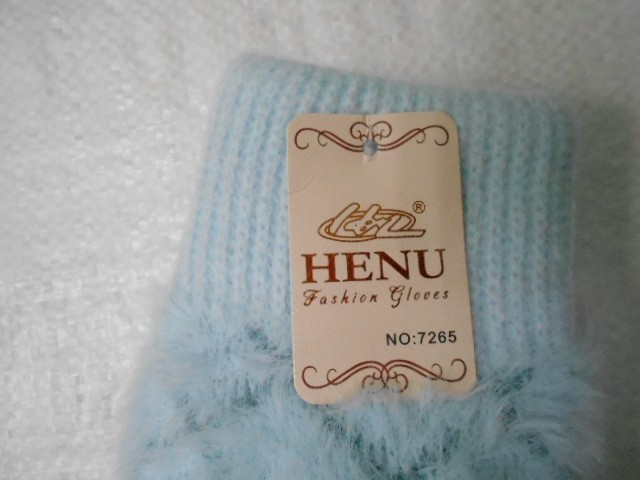 ®
HENU
Fashion Gloves
NO:7265